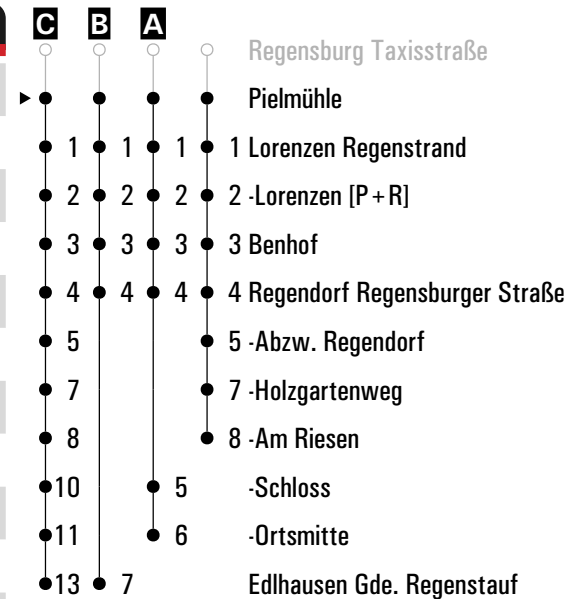 C B A
Regensburg Taxisstraße
Pielmühle
1 1 1 1 Lorenzen Regenstrand
2 2 2 2 -Lorenzen [P+R]
3 3 3 3 Benhof
4 4 4 4 Regendorf Regensburger Straße
5 5 -Abzw. Regendorf
7 7 -Holzgartenweg
8 8 -Am Riesen
10 5 -Schloss
11 6 -Ortsmitte
13 7 Edlhausen Gde. Regenstauf